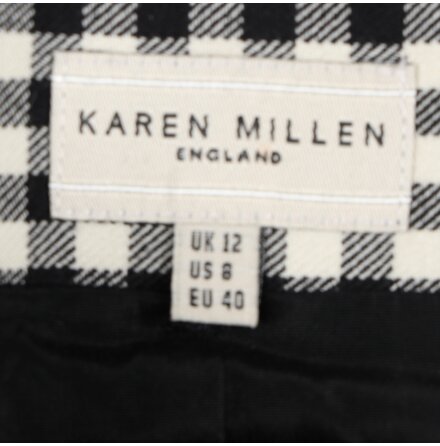 KAREN MILLEN
ENGLAND
UK 12
US 8
EU 40